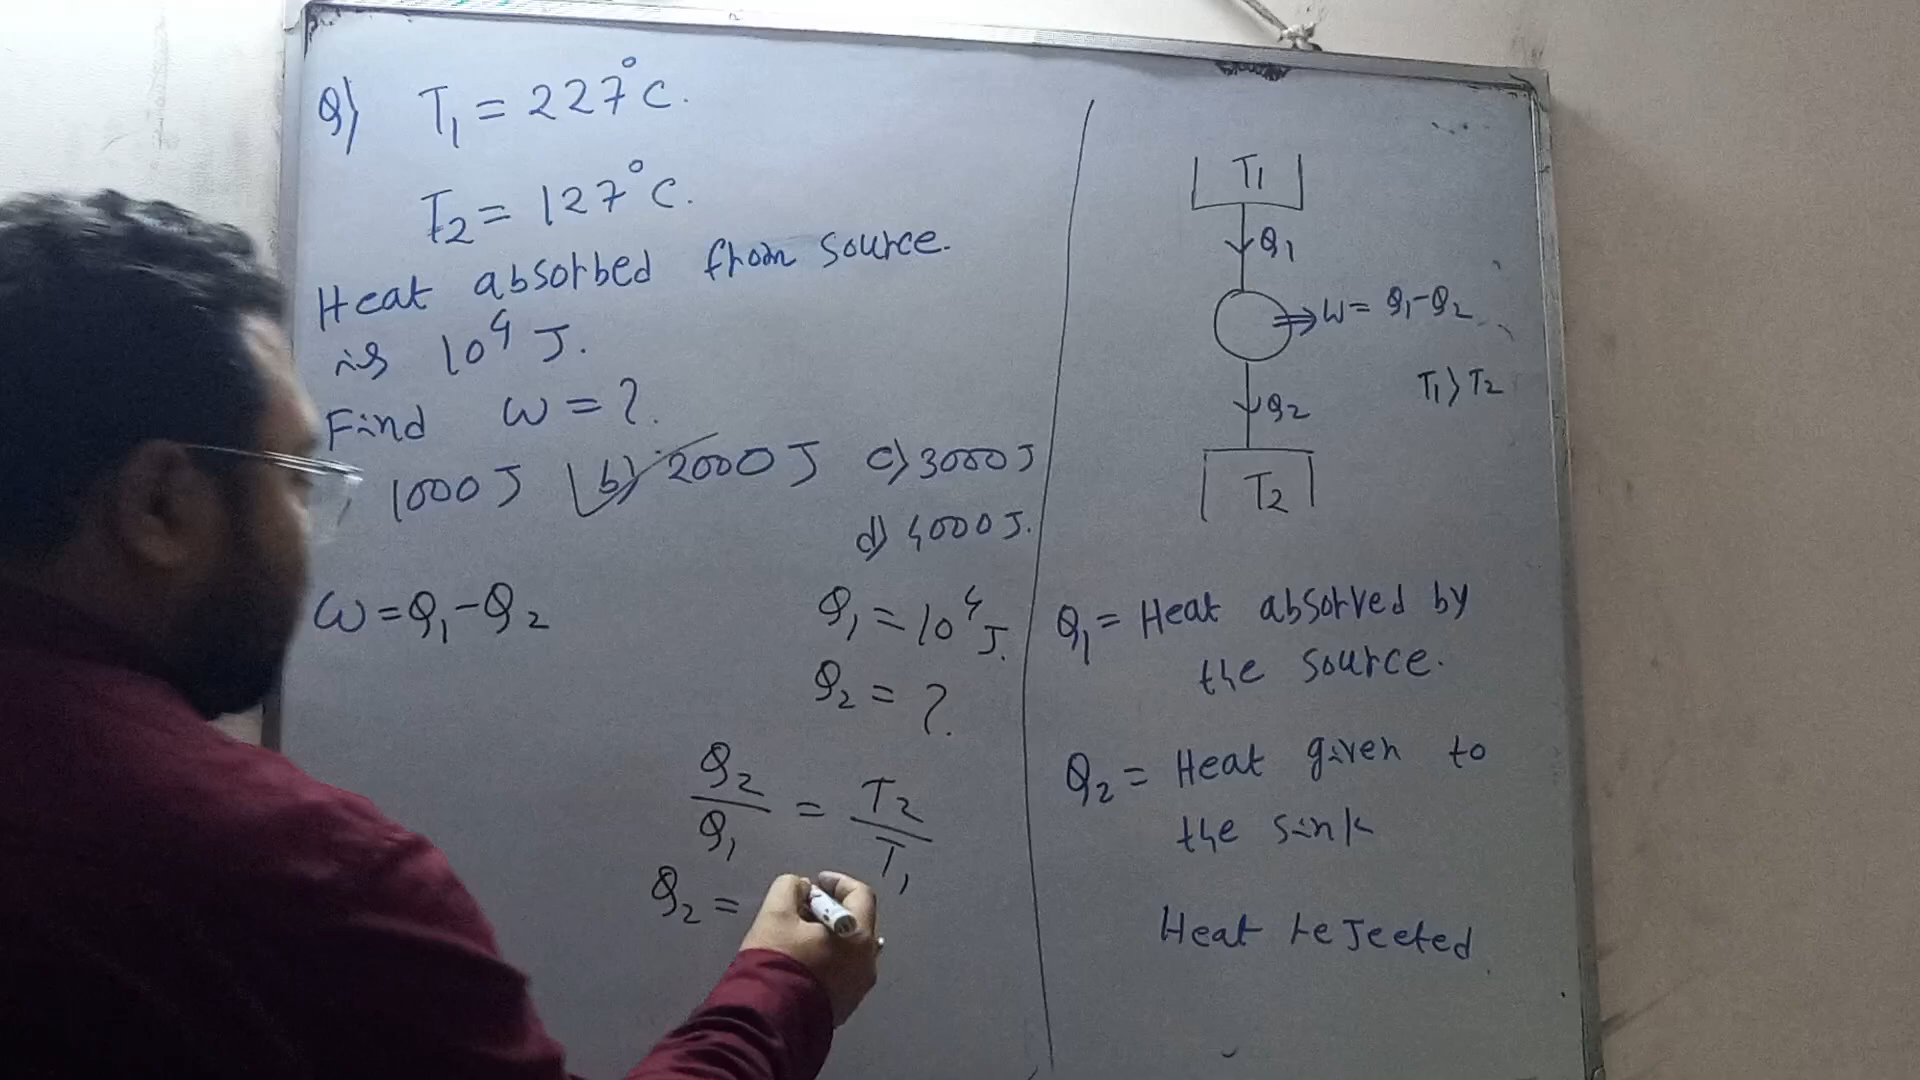 Q) T₁ = 227°C.
T₂ = 127°C.
Heat absorbed from source.
is 10⁴ J.
Find W = ?.
1000 J (b) 2000 J c) 3000 J
d) 4000 J.
W = Q₁ - Q₂
Q₁ = 10⁴ J.
Q₂ = ?.
Q₂/Q₁ = T₂/T₁
Q₂ =
T₁
Q₁
W = Q₁ - Q₂
T₁ > T₂
Q₂
T₂
Q₁ = Heat absorved by
the source.
Q₂ = Heat given to
the sink
Heat rejected